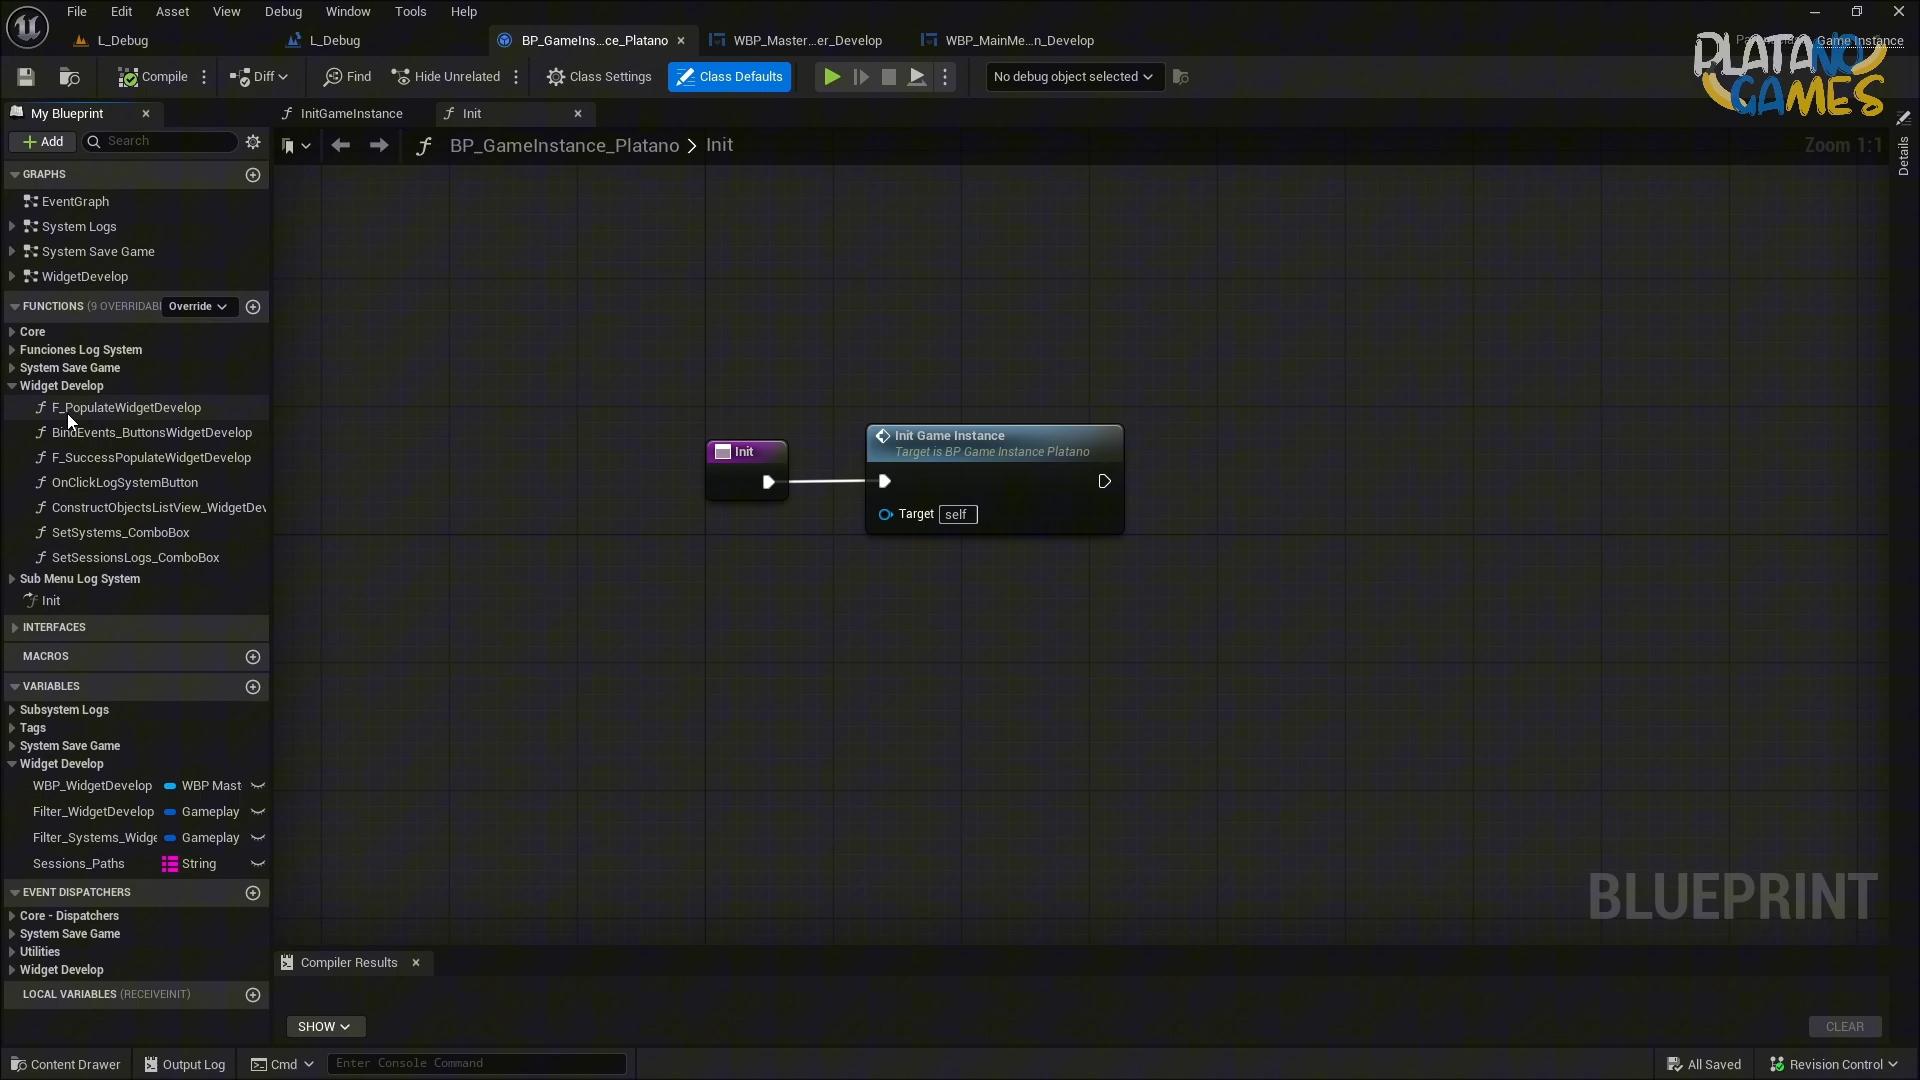 File Edit Asset View Debug Window Tools Help
L_Debug L_Debug BP_GameIns...ce_Platano WBP_Master...er_Develop WBP_MainMe...n_Develop
Game Instance
PLATANO GAMES
Compile Diff Find Hide Unrelated Class Settings Class Defaults No debug object selected
My Blueprint InitGameInstance Init
Add Search
BP_GameInstance_Platano > Init Zoom 1:1
Details
GRAPHS
EventGraph
System Logs
System Save Game
WidgetDevelop
FUNCTIONS (9 OVERRIDABL Override
Core
Funciones Log System
System Save Game
Widget Develop
F_PopulateWidgetDevelop
BindEvents_ButtonsWidgetDevelop
F_SuccessPopulateWidgetDevelop
OnClickLogSystemButton
ConstructObjectsListView_WidgetDev
SetSystems_ComboBox
SetSessionsLogs_ComboBox
Sub Menu Log System
Init
INTERFACES
MACROS
VARIABLES
Subsystem Logs
Tags
System Save Game
Widget Develop
WBP_WidgetDevelop WBP Mast
Filter_WidgetDevelop Gameplay
Filter_Systems_Widge Gameplay
Sessions_Paths String
EVENT DISPATCHERS
Core - Dispatchers
System Save Game
Utilities
Widget Develop
LOCAL VARIABLES (RECEIVEINIT)
Init
Init Game Instance
Target is BP Game Instance Platano
Target self
BLUEPRINT
Compiler Results
SHOW CLEAR
Content Drawer Output Log Cmd Enter Console Command All Saved Revision Control